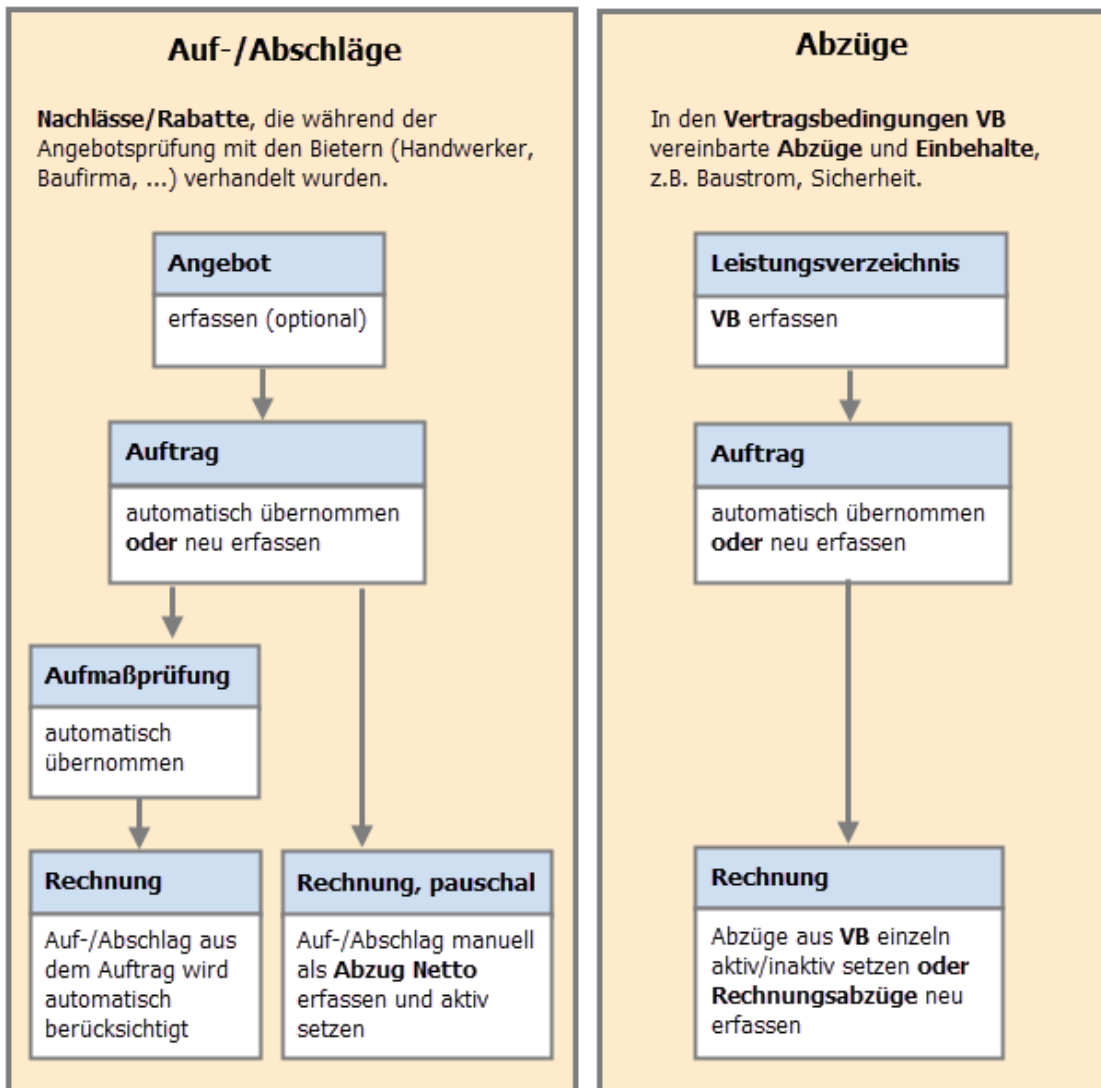 Auf-/Abschläge
Nachlässe/Rabatte, die während der
Angebotsprüfung mit den Bietern (Handwerker,
Baufirma, ...) verhandelt wurden.
Angebot
erfassen (optional)
Auftrag
automatisch übernommen
oder neu erfassen
Aufmaßprüfung
automatisch
übernommen
Rechnung
Auf-/Abschlag aus
dem Auftrag wird
automatisch
berücksichtigt
Rechnung, pauschal
Auf-/Abschlag manuell
als Abzug Netto
erfassen und aktiv
setzen
Abzüge
In den Vertragsbedingungen VB
vereinbarte Abzüge und Einbehalte,
z.B. Baustrom, Sicherheit.
Leistungsverzeichnis
VB erfassen
Auftrag
automatisch übernommen
oder neu erfassen
Rechnung
Abzüge aus VB einzeln
aktiv/inaktiv setzen oder
Rechnungsabzüge neu
erfassen